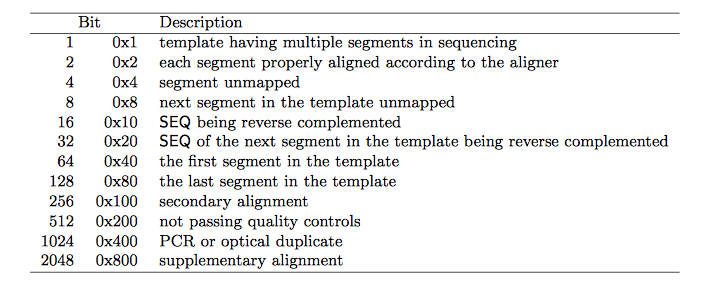 Bit Description
1 0x1 template having multiple segments in sequencing
2 0x2 each segment properly aligned according to the aligner
4 0x4 segment unmapped
8 0x8 next segment in the template unmapped
16 0x10 SEQ being reverse complemented
32 0x20 SEQ of the next segment in the template being reverse complemented
64 0x40 the first segment in the template
128 0x80 the last segment in the template
256 0x100 secondary alignment
512 0x200 not passing quality controls
1024 0x400 PCR or optical duplicate
2048 0x800 supplementary alignment